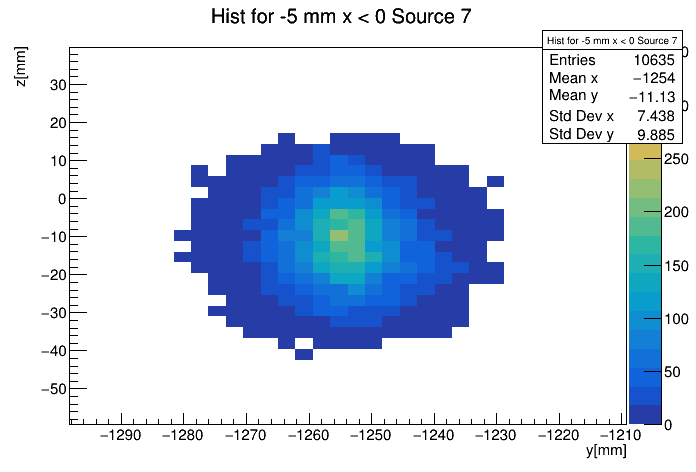 Hist for -5 mm x < 0 Source 7
z[mm]
Hist for -5 mm x < 0 Source 7
Entries 10635
Mean x −1254
Mean y −11.13
Std Dev x 7.438
Std Dev y 9.885
30
20
10
0
−10
−20
−30
−40
−50
250
200
150
100
50
0
−1290 −1280 −1270 −1260 −1250 −1240 −1230 −1220 −1210
y[mm]